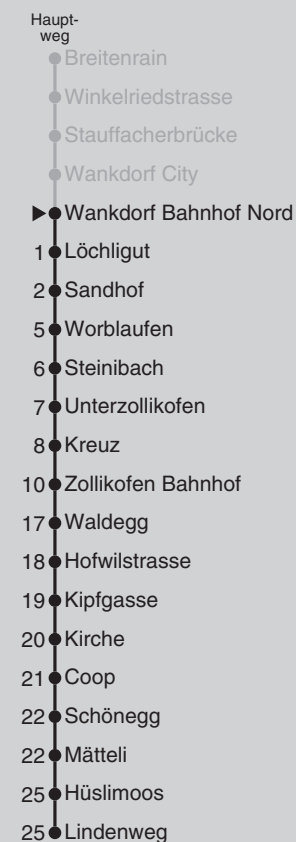 Haupt-
weg
Breitenrain
Winkelriedstrasse
Stauffacherbrücke
Wankdorf City
Wankdorf Bahnhof Nord
1 Löchligut
2 Sandhof
5 Worblaufen
6 Steinibach
7 Unterzollikofen
8 Kreuz
10 Zollikofen Bahnhof
17 Waldegg
18 Hofwilstrasse
19 Kipfgasse
20 Kirche
21 Coop
22 Schönegg
22 Mätteli
25 Hüslimoos
25 Lindenweg